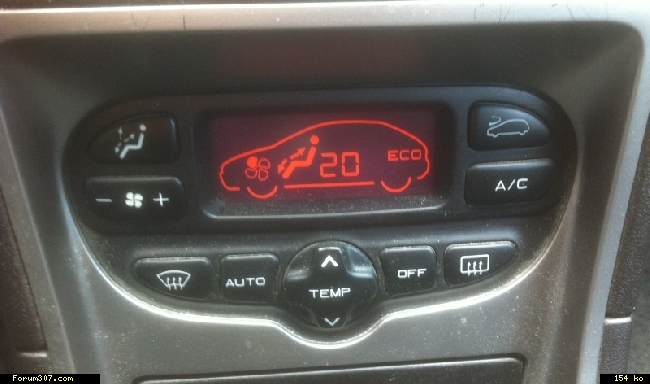 20 ECO
A/C
- +
AUTO
TEMP
OFF
Forum307.com
154 ko